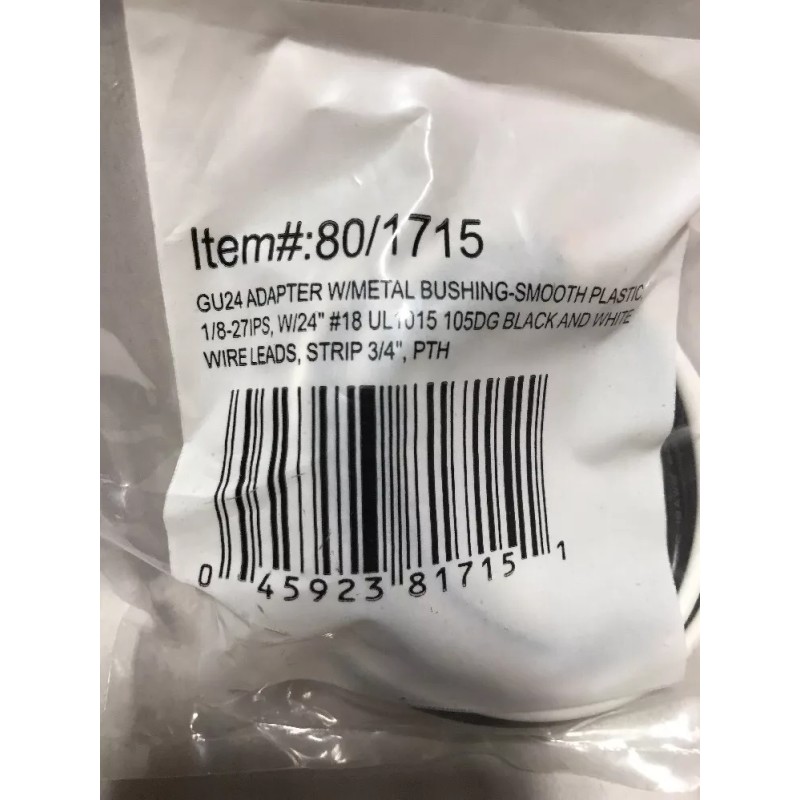 Item#:80/1715
GU24 ADAPTER W/METAL BUSHING-SMOOTH PLASTIC
1/8-27IPS, W/24" #18 UL1015 105DG BLACK AND WHITE
WIRE LEADS, STRIP 3/4", PTH
0 45923 81715 1